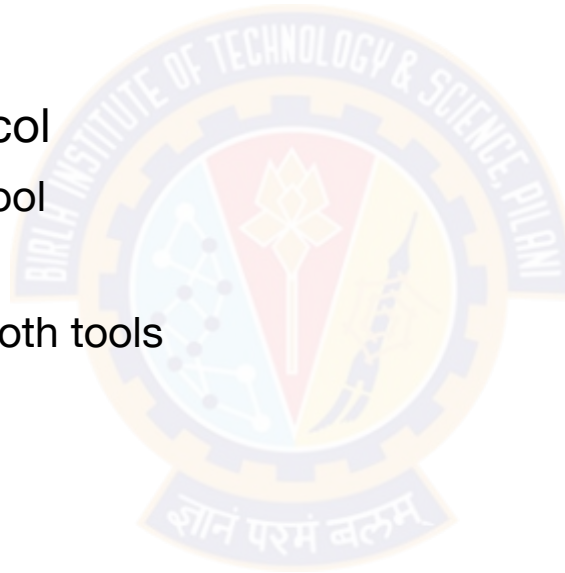 BIRLA INSTITUTE OF TECHNOLOGY & SCIENCE, PILANI
col
ool
oth tools
ज्ञानं परमं बलम्